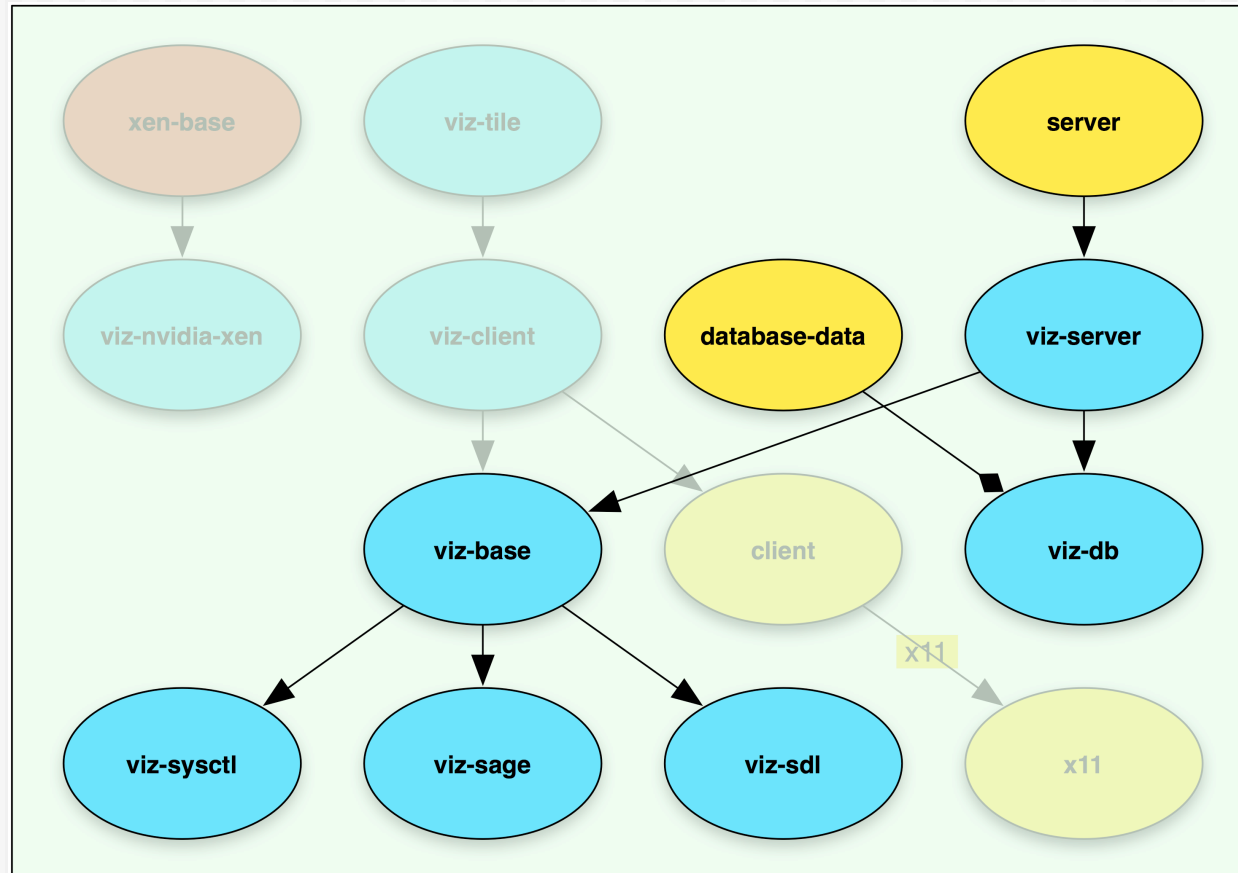 xen-base
viz-tile
server
viz-nvidia-xen
viz-client
database-data
viz-server
viz-base
client
viz-db
x11
viz-sysctl
viz-sage
viz-sdl
x11